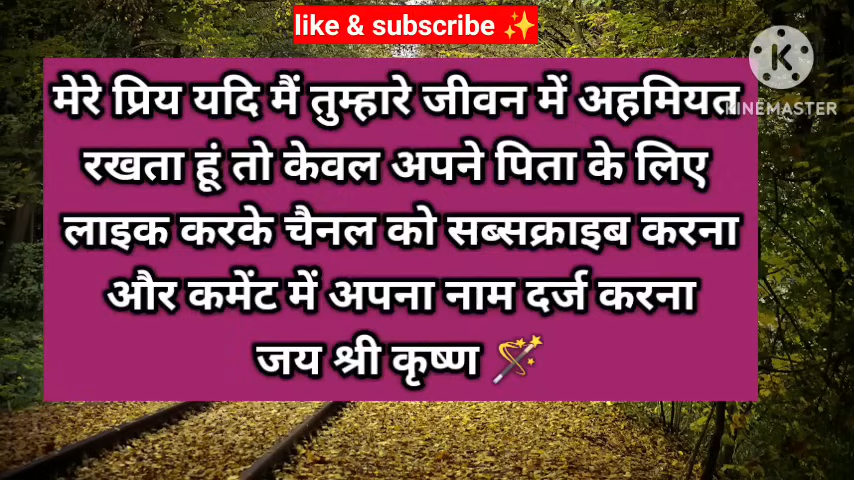 like & subscribe ✨
K
KINEMASTER
मेरे प्रिय यदि मैं तुम्हारे जीवन में अहमियत
रखता हूं तो केवल अपने पिता के लिए
लाइक करके चैनल को सब्सक्राइब करना
और कमेंट में अपना नाम दर्ज करना
जय श्री कृष्ण 🪄